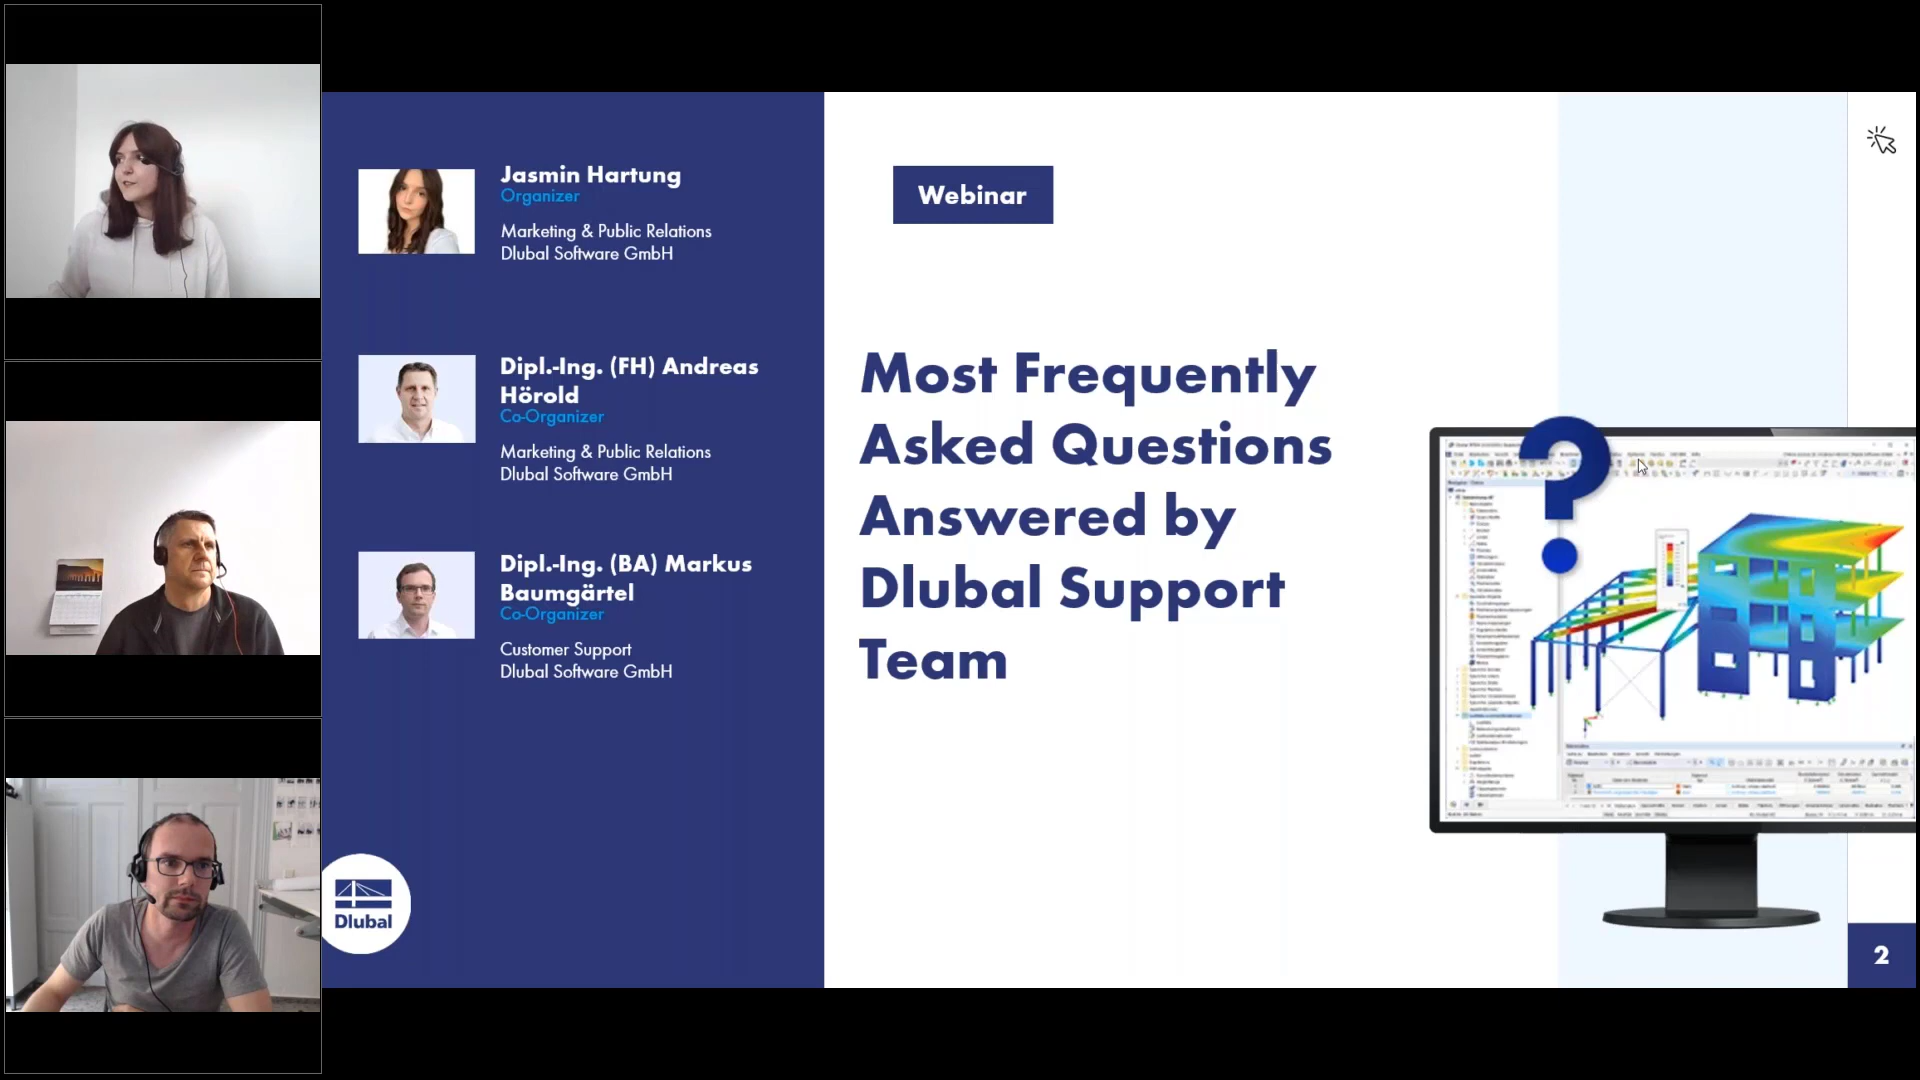 Jasmin Hartung
Organizer
Marketing & Public Relations
Dlubal Software GmbH
Dipl.-Ing. (FH) Andreas
Hörold
Co-Organizer
Marketing & Public Relations
Dlubal Software GmbH
Dipl.-Ing. (BA) Markus
Baumgärtel
Co-Organizer
Customer Support
Dlubal Software GmbH
Dlubal
Webinar
Most Frequently
Asked Questions
Answered by
Dlubal Support
Team
?
2